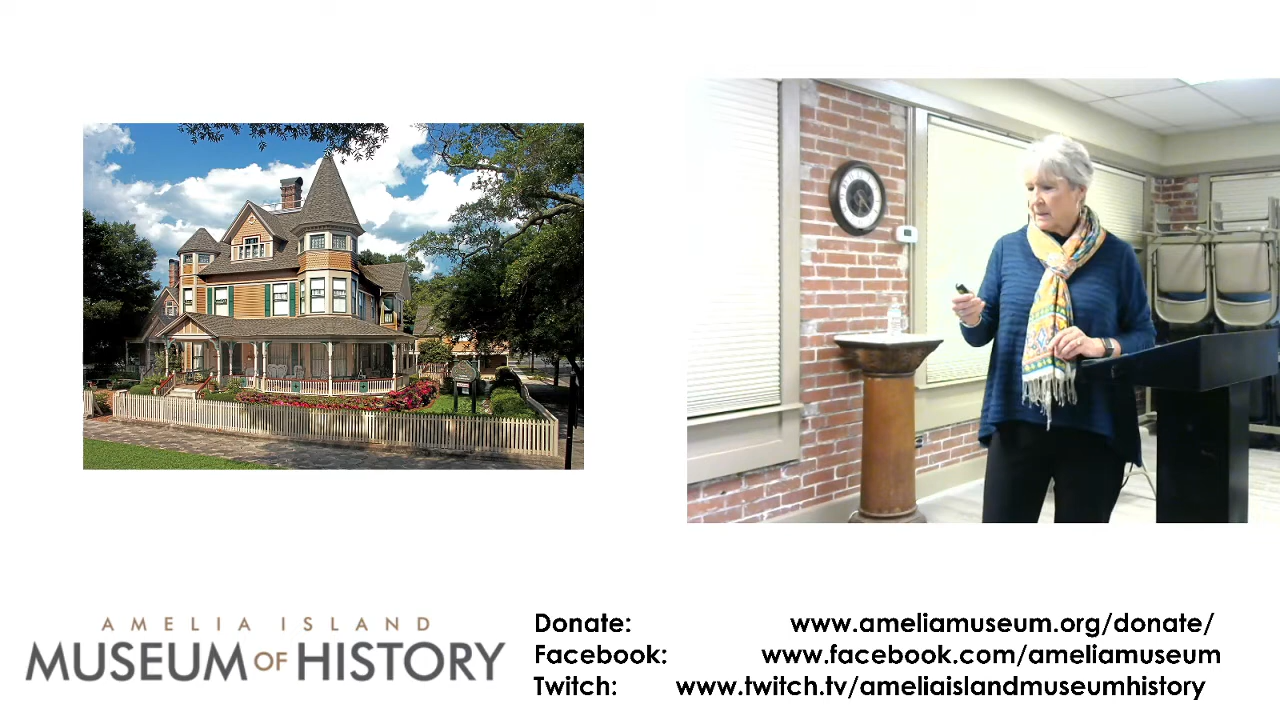 AMELIA ISLAND
MUSEUM OF HISTORY
Donate: www.ameliamuseum.org/donate/
Facebook: www.facebook.com/ameliamuseum
Twitch: www.twitch.tv/ameliaislandmuseumhistory